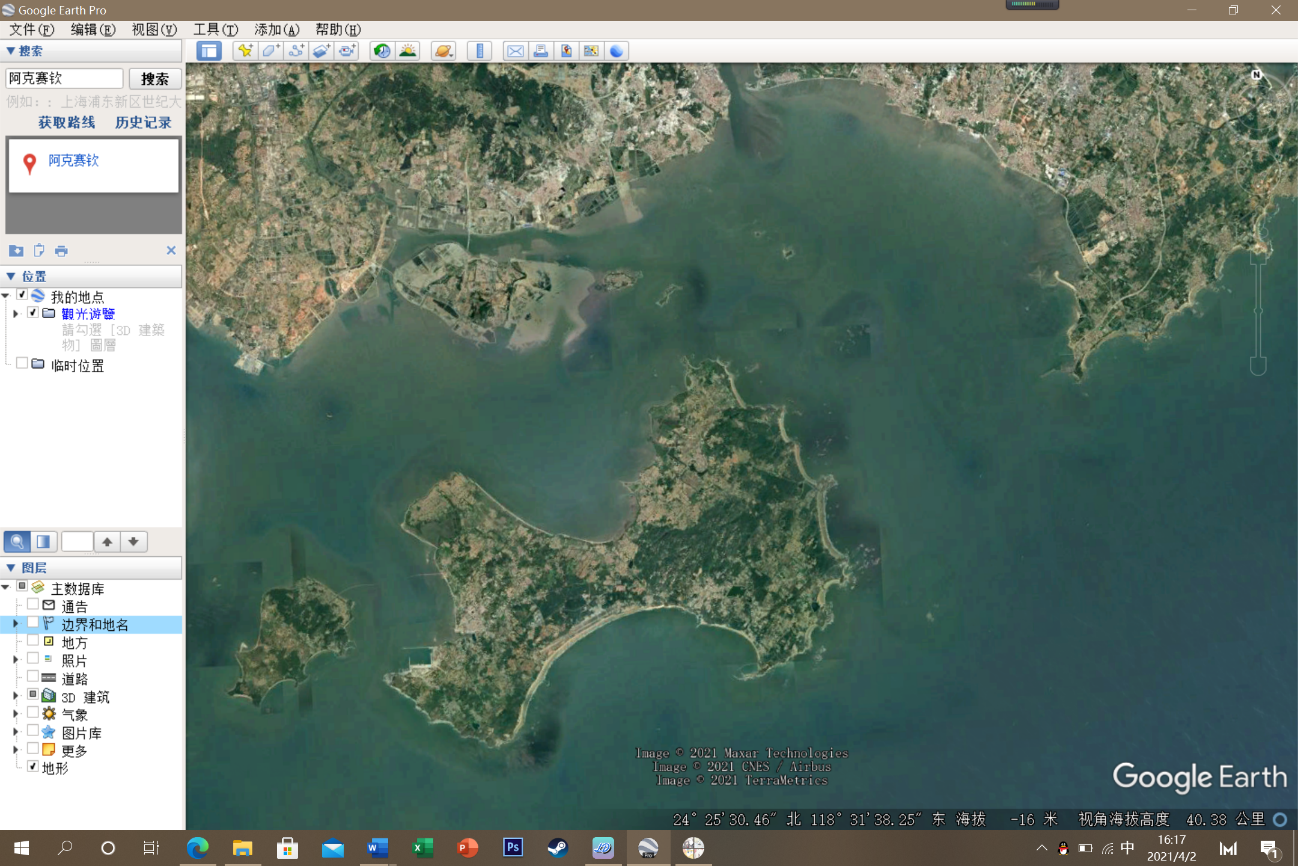 Google Earth Pro
文件(F) 编辑(E) 视图(V) 工具(T) 添加(A) 帮助(H)
搜索
阿克赛钦 搜索
例如：: 上海浦东新区世纪大
获取路线 历史记录
阿克赛钦
位置
我的地点
觀光游覽
請勾選 [3D 建築
物] 圖層
临时位置
图层
主数据库
通告
边界和地名
地方
照片
道路
3D 建筑
气象
图片库
更多
地形
N
Image © 2021 Maxar Technologies
Image © 2021 CNES / Airbus
Image © 2021 TerraMetrics
Google Earth
24° 25'30.46" 北 118° 31'38.25" 东 海拔 -16 米 视角海拔高度 40.38 公里
中
16:17
2021/4/2
1